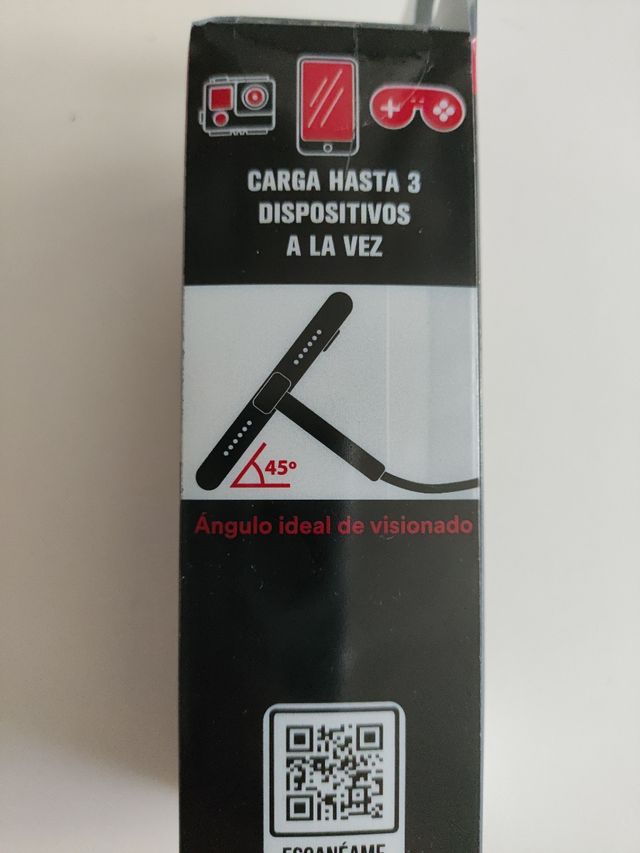 CARGA HASTA 3
DISPOSITIVOS
A LA VEZ
45º
Ángulo ideal de visionado
ESCANÉAME